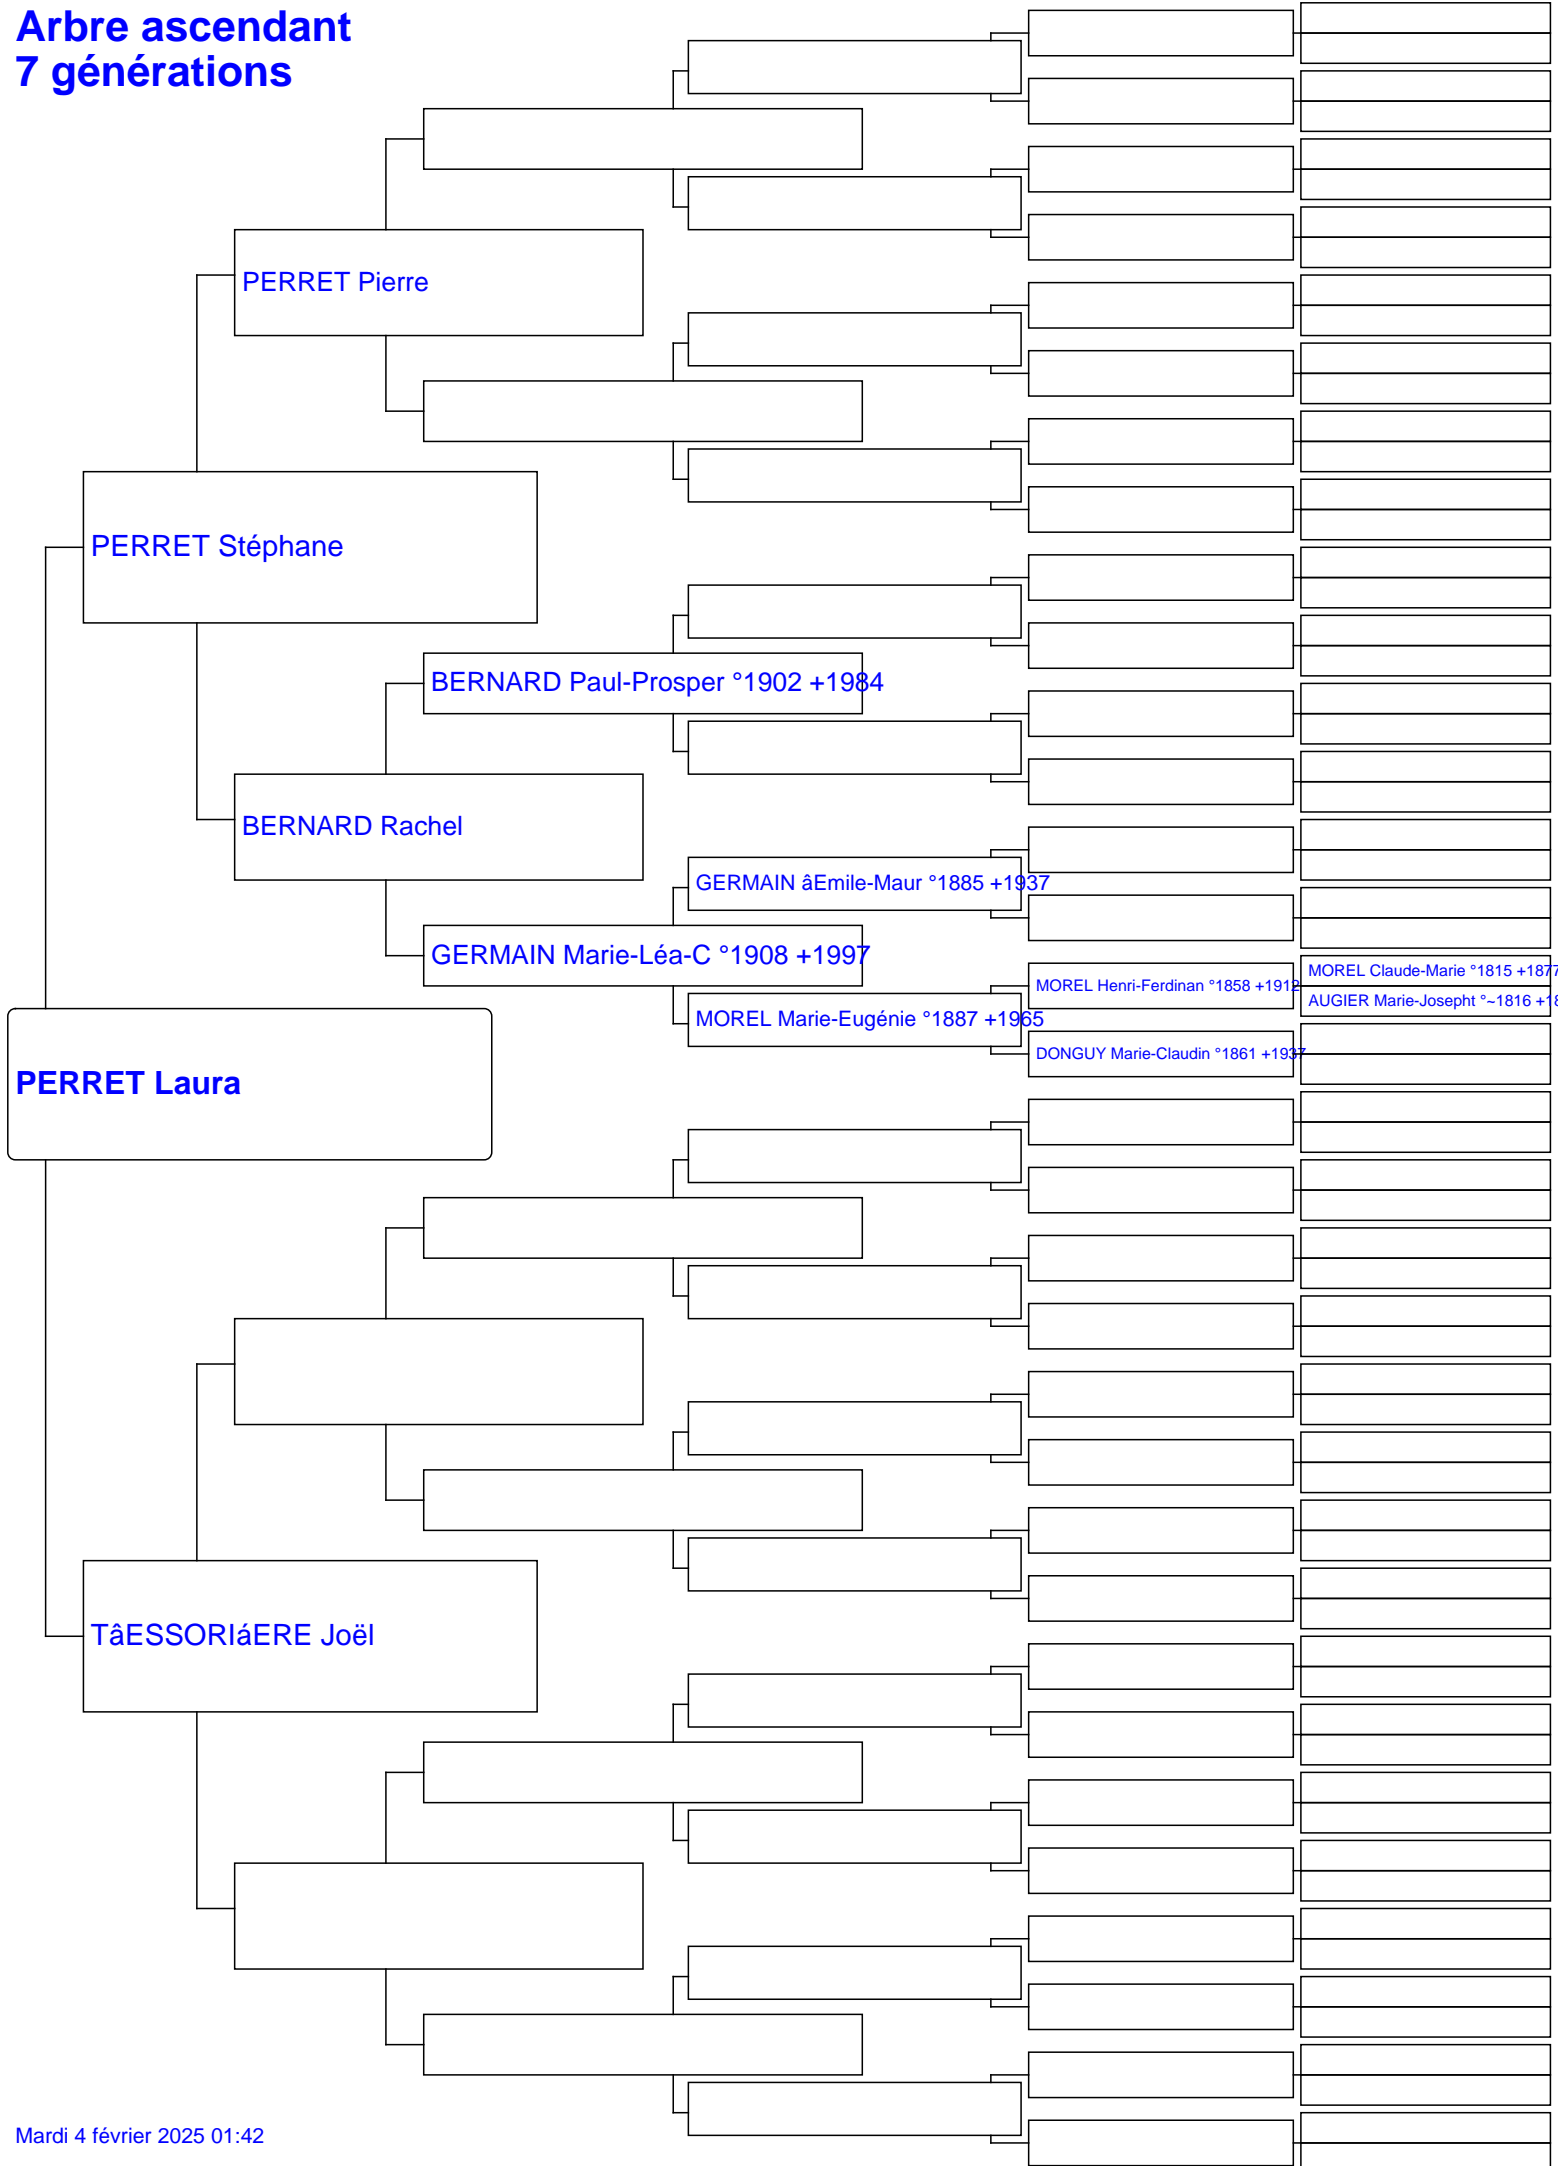 Arbre ascendant
7 générations
PERRET Pierre
PERRET Stéphane
BERNARD Paul-Prosper °1902 +1984
BERNARD Rachel
GERMAIN âEmile-Maur °1885 +1937
GERMAIN Marie-Léa-C °1908 +1997
MOREL Claude-Marie °1815 +1877
MOREL Henri-Ferdinan °1858 +1912
AUGIER Marie-Josepht °~1816 +18
MOREL Marie-Eugénie °1887 +1965
DONGUY Marie-Claudin °1861 +1937
PERRET Laura
TâESSORIáERE Joël
Mardi 4 février 2025 01:42